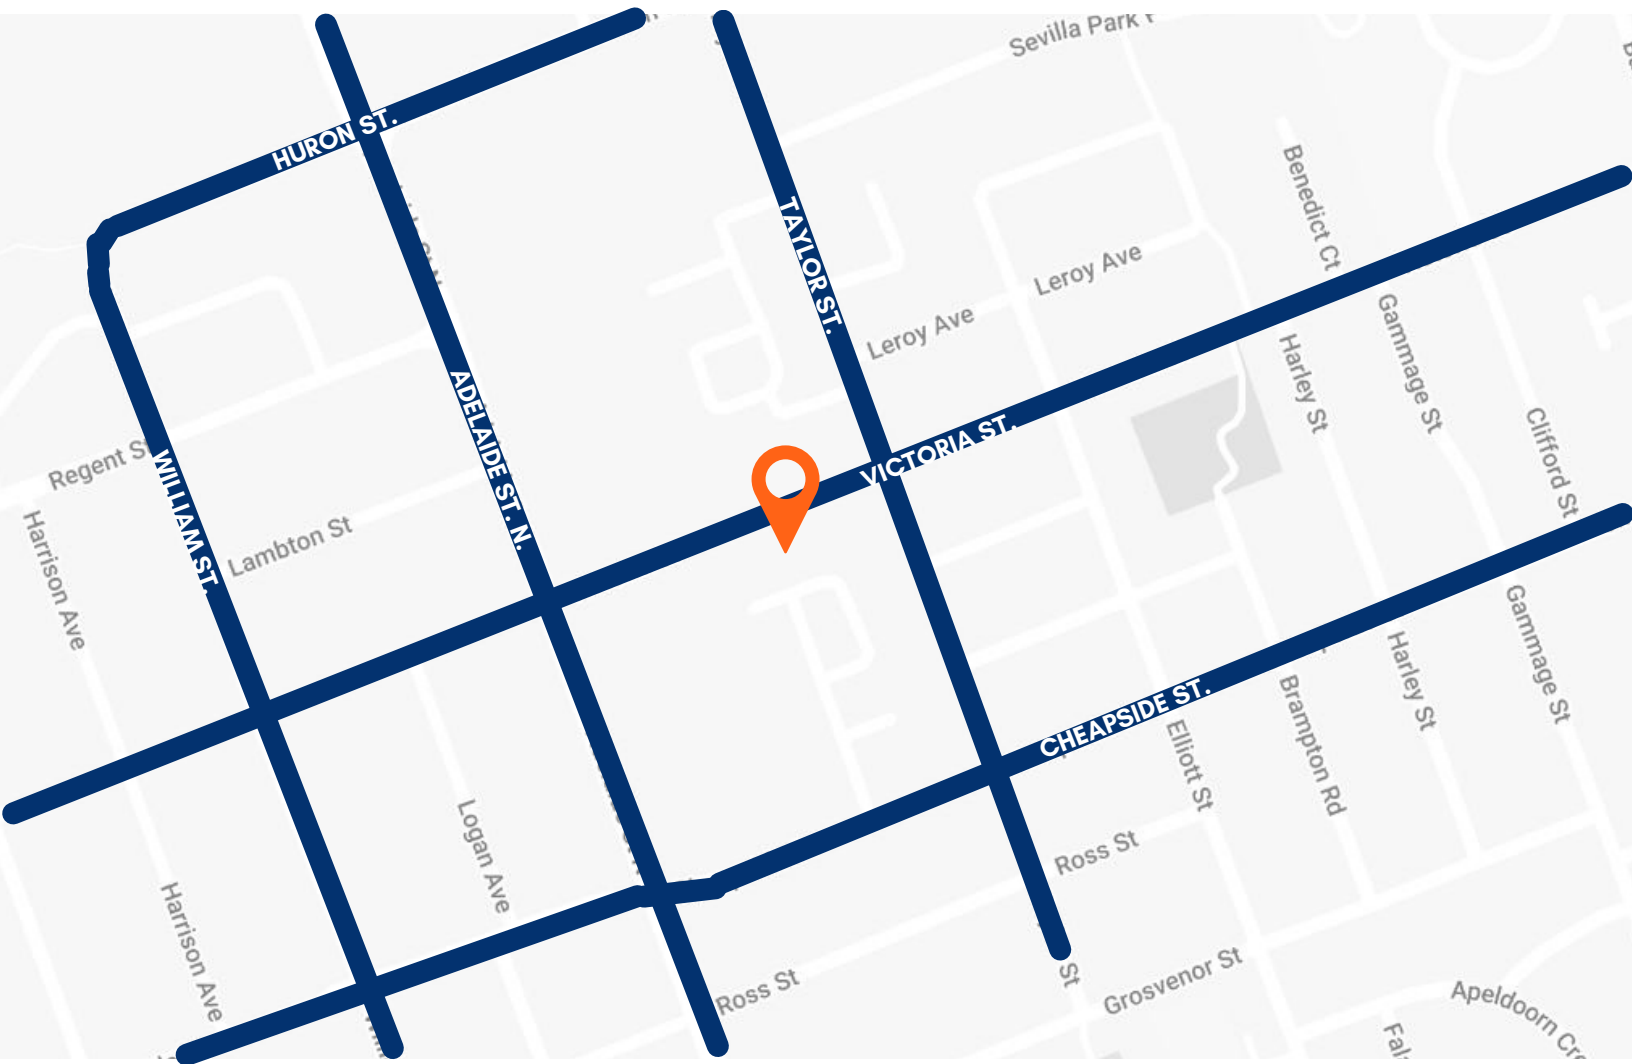 Sevilla Park
HURON ST.
Benedict Ct
TAYLOR ST.
Leroy Ave
Leroy Ave
Gammage St
Harley St
ADELAIDE ST. N.
Clifford St
VICTORIA ST.
Regent St
WILLIAM ST.
Lambton St
Harrison Ave
Gammage St
Harley St
CHEAPSIDE ST.
Brampton Rd
Elliott St
Logan Ave
Ross St
Harrison Ave
Ross St
St
Grosvenor St
Apeldoorn